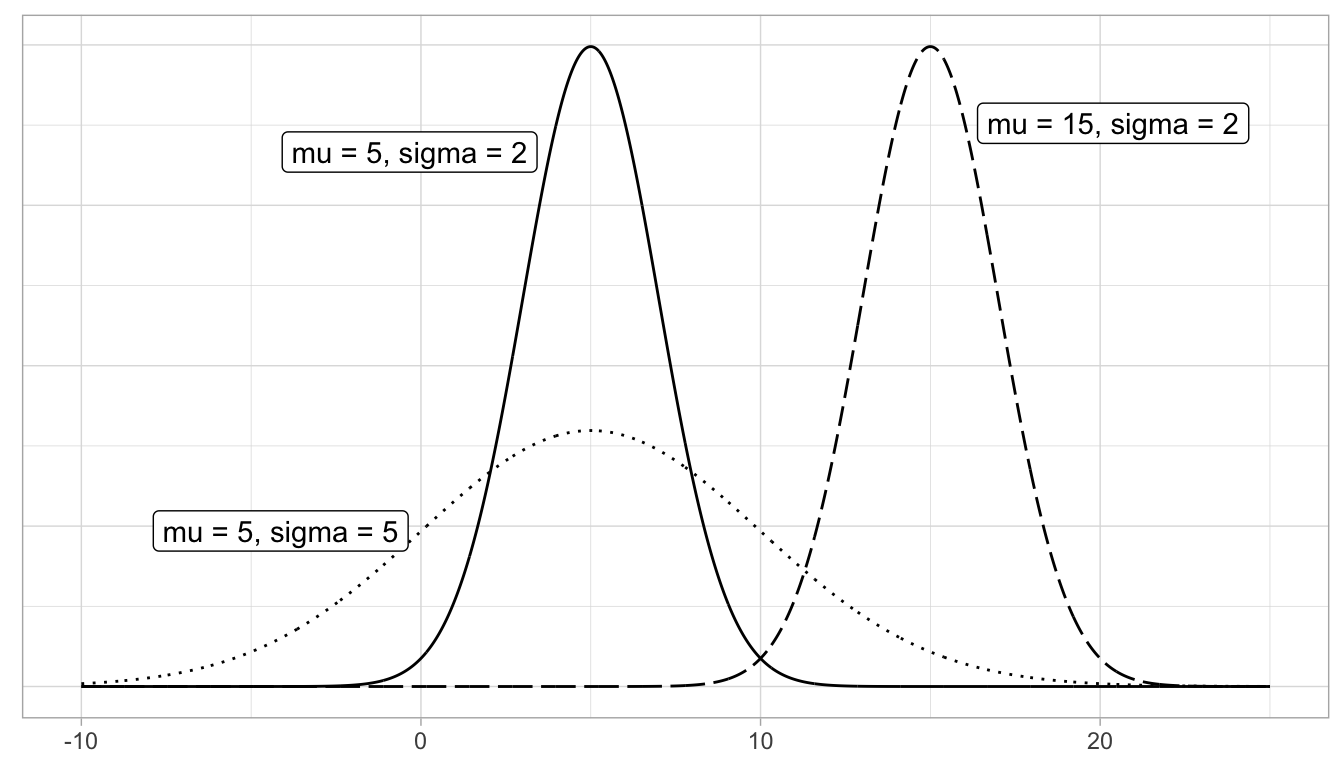 mu = 15, sigma = 2
mu = 5, sigma = 2
mu = 5, sigma = 5
-10 0 10 20